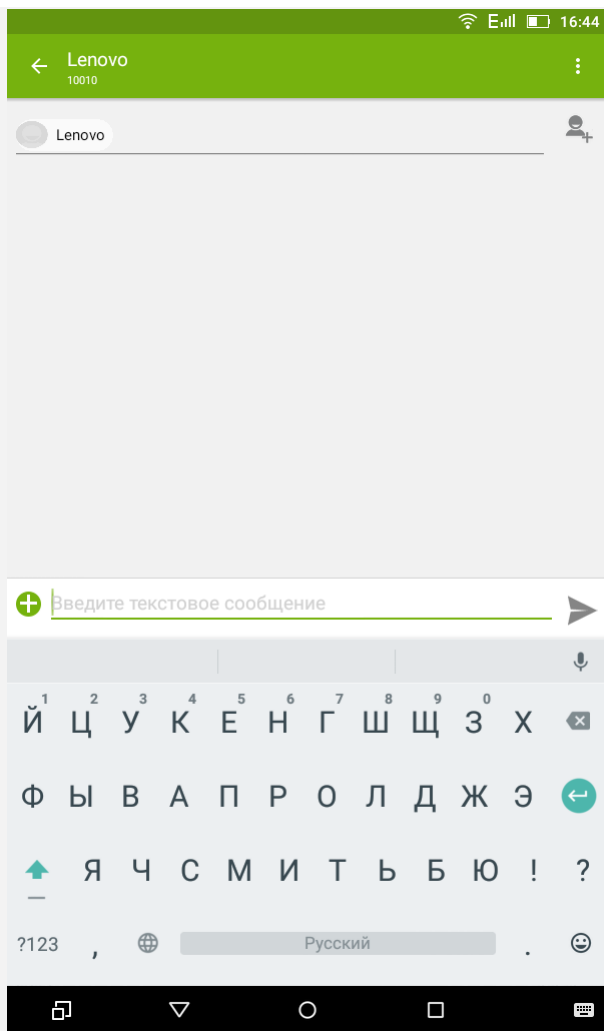 E 16:44
Lenovo
10010
Lenovo
Введите текстовое сообщение
1 2 3 4 5 6 7 8 9 0
Й Ц У К Е Н Г Ш Щ З Х
Ф Ы В А П Р О Л Д Ж Э
Я Ч С М И Т Ь Б Ю ! ?
?123 , Русский .